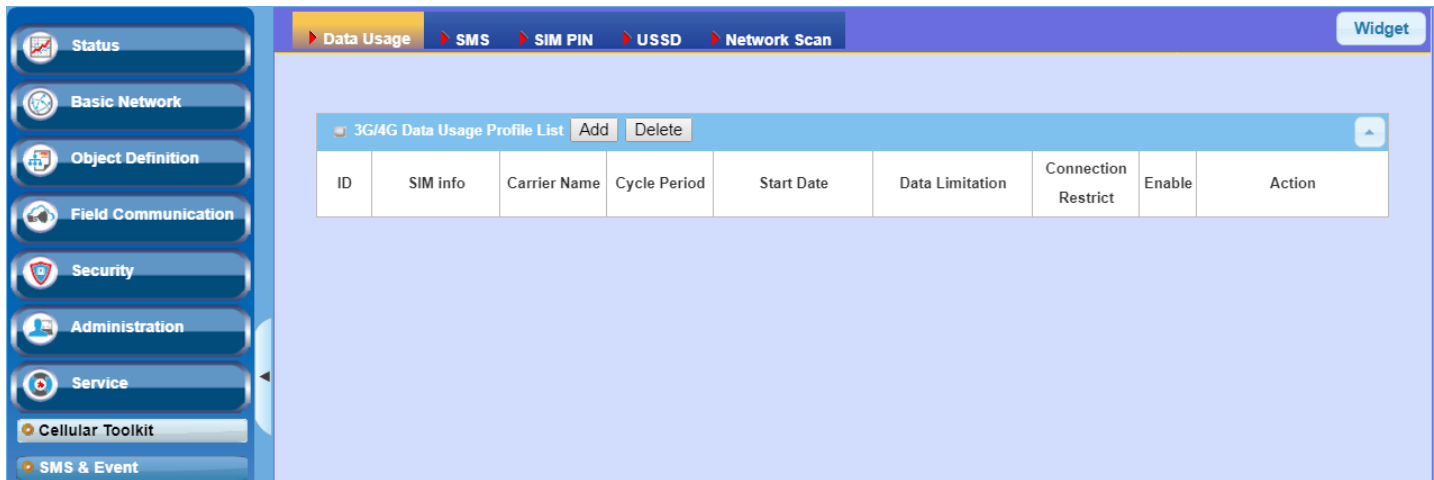 Status
Basic Network
Object Definition
Field Communication
Security
Administration
Service
Cellular Toolkit
SMS & Event
Data Usage SMS SIM PIN USSD Network Scan
Widget
3G/4G Data Usage Profile List Add Delete
ID SIM info Carrier Name Cycle Period Start Date Data Limitation Connection Restrict Enable Action